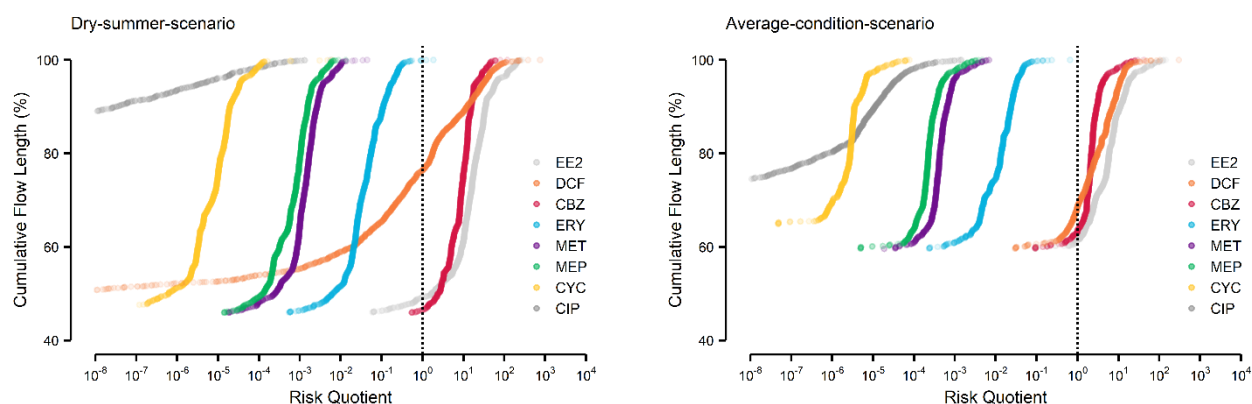 Dry-summer-scenario
Cumulative Flow Length (%)
100
80
60
40
EE2
DCF
CBZ
ERY
MET
MEP
CYC
CIP
10⁻⁸ 10⁻⁷ 10⁻⁶ 10⁻⁵ 10⁻⁴ 10⁻³ 10⁻² 10⁻¹ 10⁰ 10¹ 10² 10³ 10⁴
Risk Quotient
Average-condition-scenario
Cumulative Flow Length (%)
100
80
60
40
EE2
DCF
CBZ
ERY
MET
MEP
CYC
CIP
10⁻⁸ 10⁻⁷ 10⁻⁶ 10⁻⁵ 10⁻⁴ 10⁻³ 10⁻² 10⁻¹ 10⁰ 10¹ 10² 10³ 10⁴
Risk Quotient